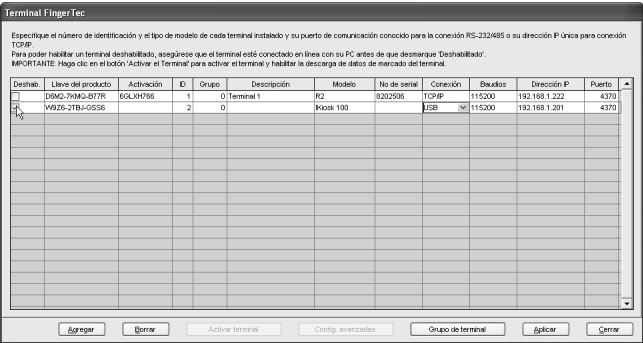 Terminal FingerTec
Especifique el número de identificación y el tipo de modelo de cada terminal instalado y su puerto de comunicación conocido para la conexión RS-232/485 o su dirección IP única para conexión
TCP/IP.
Para poder habilitar un terminal deshabilitado, asegúrese que el terminal esté conectado en línea con su PC antes de que desmarque 'Deshabilitado'.
IMPORTANTE: Haga clic en el botón 'Activar el Terminal' para activar el terminal y habilitar la descarga de datos de marcado del terminal.
Deshab. Llave del producto Activación ID Grupo Descripción Modelo No de serial Conexión Baudios Dirección IP Puerto
D6M2-7KMQ-B77R 6GLXH766 1 0 Terminal 1 R2 8202506 TCP/IP 115200 192.168.1.222 4370
W9Z6-2TBJ-GSS6 2 0 iKiosk 100 USB 115200 192.168.1.201 4370
Agregar Borrar Activar terminal Config. avanzadas Grupo de terminal Aplicar Cerrar